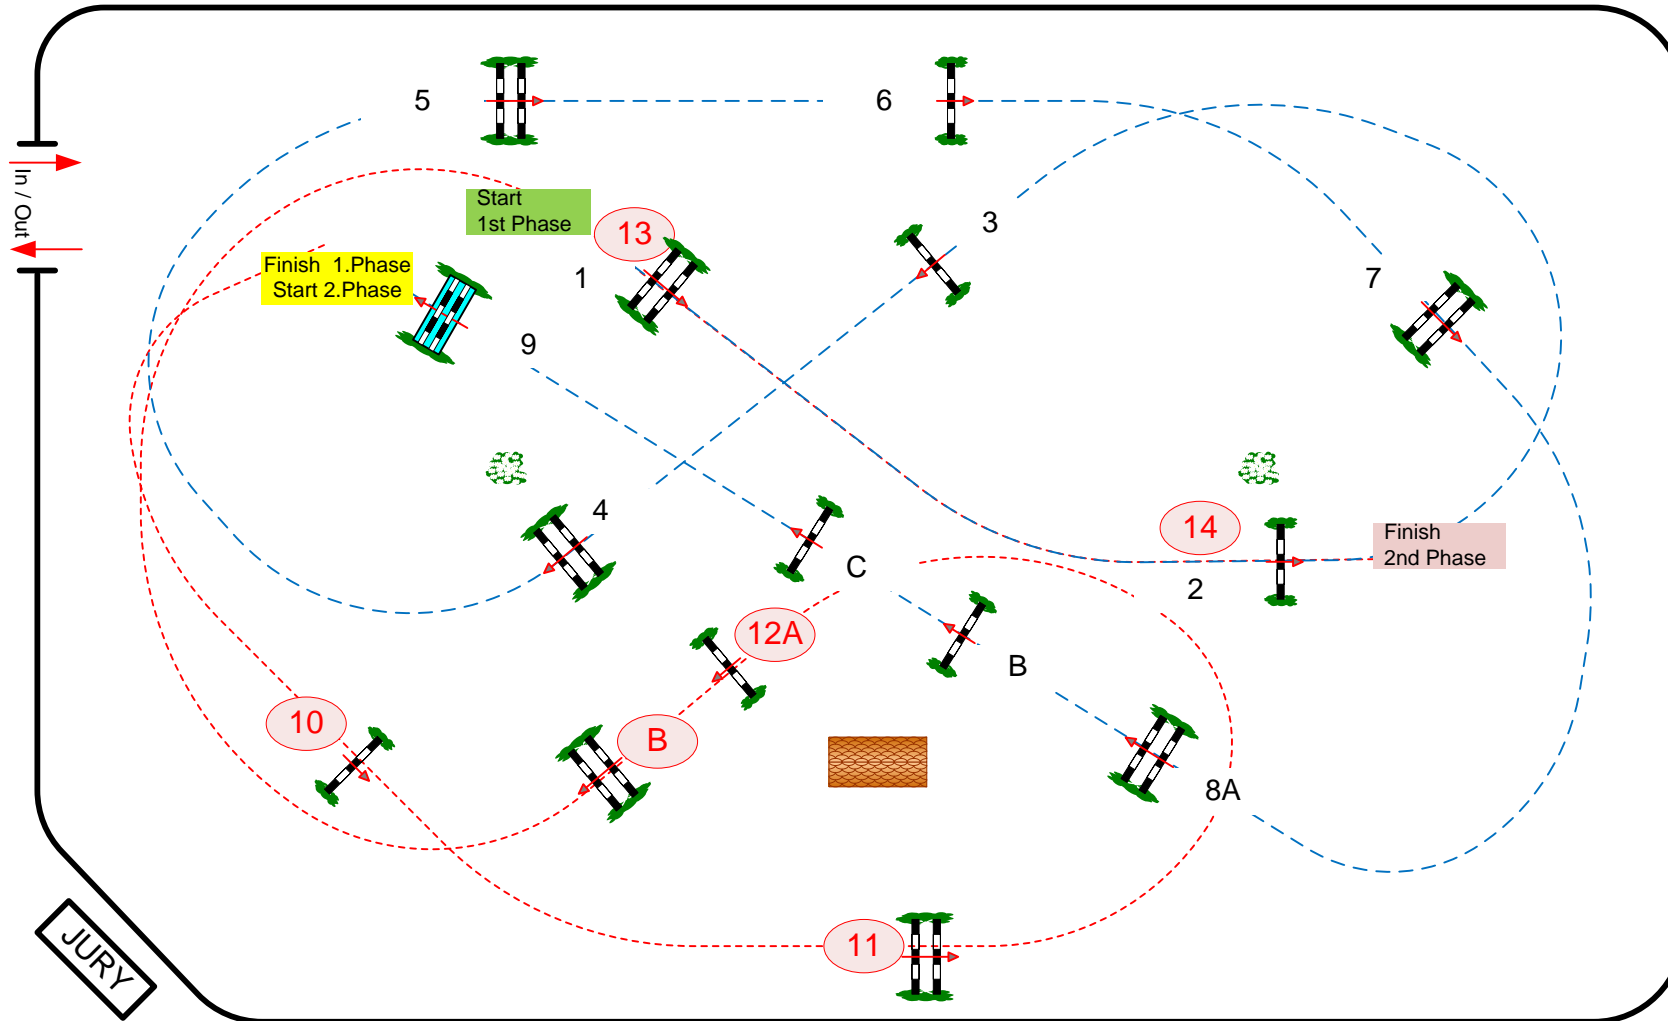 5
6
In / Out
Start
1st Phase
13
3
Finish  1.Phase
Start 2.Phase
1
7
9
4
14
Finish
2nd Phase
C
2
12A
B
10
B
8A
11
JURY